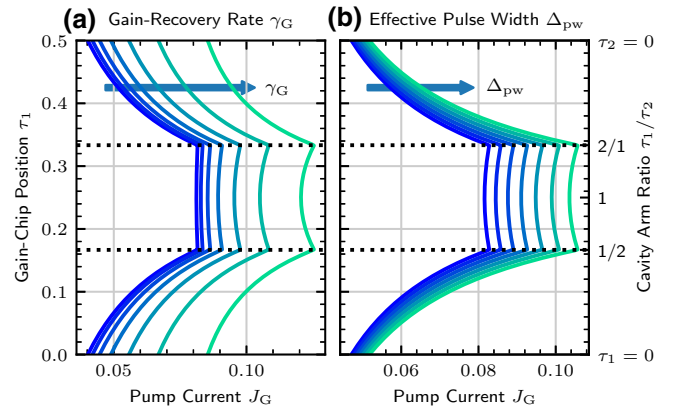 (a) Gain-Recovery Rate γG
(b) Effective Pulse Width Δpw
0.5
0.4
0.3
0.2
0.1
0.0
Gain-Chip Position τ1
γG
Δpw
τ2 = 0
2/1
1
1/2
τ1 = 0
Cavity Arm Ratio τ1/τ2
0.05 0.10
0.06 0.08 0.10
Pump Current JG
Pump Current JG